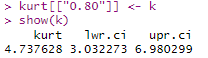 > kurt[["0.80"]] <- k
> show(k)
    kurt   lwr.ci   upr.ci
4.737628 3.032273 6.980299